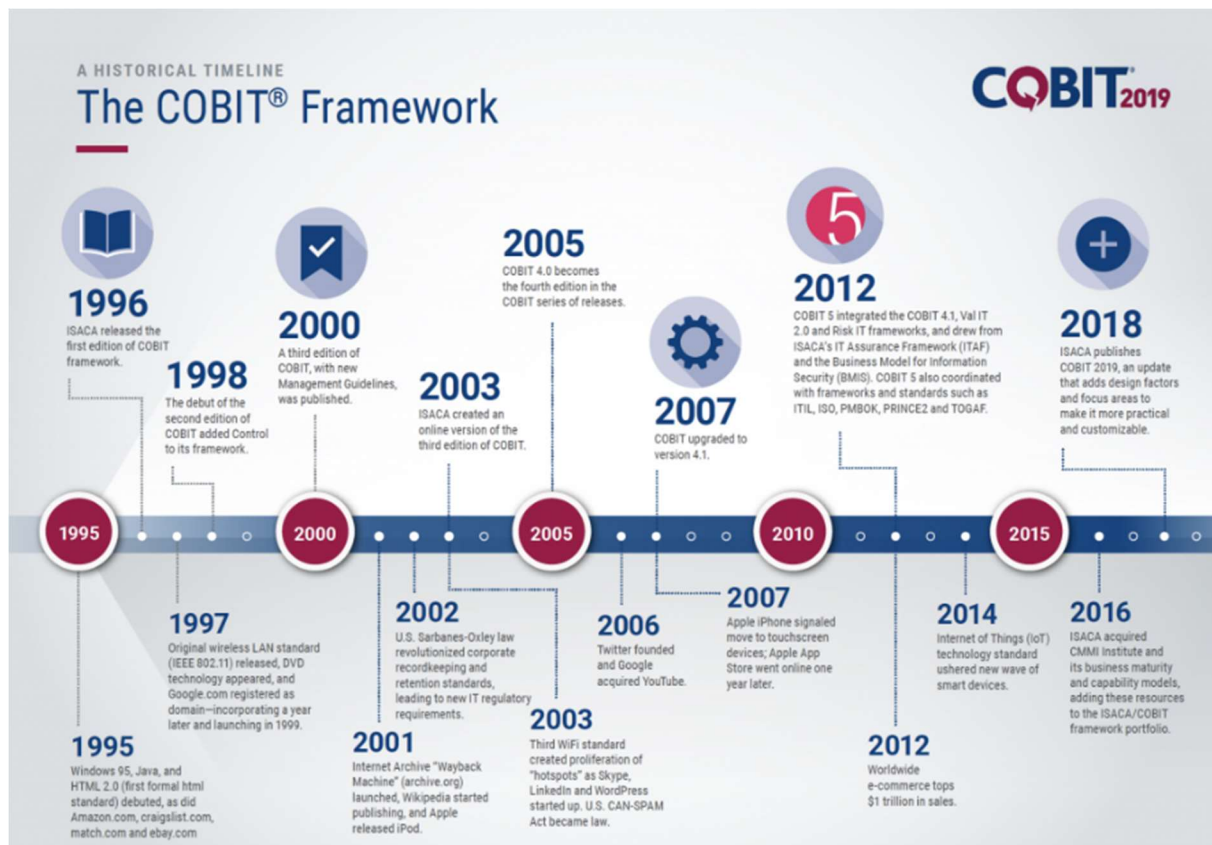 A HISTORICAL TIMELINE
The COBIT® Framework
COBIT® 2019
1996
ISACA released the
first edition of COBIT
framework.
1998
The debut of the
second edition of
COBIT added Control
to its framework.
2000
A third edition of
COBIT, with new
Management Guidelines,
was published.
2003
ISACA created an
online version of the
third edition of COBIT.
2005
COBIT 4.0 becomes
the fourth edition in the
COBIT series of releases.
2007
COBIT upgraded to
version 4.1.
5
2012
COBIT 5 integrated the COBIT 4.1, Val IT
2.0 and Risk IT frameworks, and drew from
ISACA's IT Assurance Framework (ITAF)
and the Business Model for Information
Security (BMIS). COBIT 5 also coordinated
with frameworks and standards such as
ITIL, ISO, PMBOK, PRINCE2 and TOGAF.
2018
ISACA publishes
COBIT 2019, an update
that adds design factors
and focus areas to
make it more practical
and customizable.
1995
2000
2005
2010
2015
1995
Windows 95, Java, and
HTML 2.0 (first formal html
standard) debuted, as did
Amazon.com, craigslist.com,
match.com and ebay.com
1997
Original wireless LAN standard
(IEEE 802.11) released, DVD
technology appeared, and
Google.com registered as
domain—incorporating a year
later and launching in 1999.
2001
Internet Archive "Wayback
Machine" (archive.org)
launched, Wikipedia started
publishing, and Apple
released iPod.
2002
U.S. Sarbanes-Oxley law
revolutionized corporate
recordkeeping and
retention standards,
leading to new IT regulatory
requirements.
2003
Third WiFi standard
created proliferation of
"hotspots" as Skype,
LinkedIn and WordPress
started up. U.S. CAN-SPAM
Act became law.
2006
Twitter founded
and Google
acquired YouTube.
2007
Apple iPhone signaled
move to touchscreen
devices; Apple App
Store went online one
year later.
2012
Worldwide
e-commerce tops
$1 trillion in sales.
2014
Internet of Things (IoT)
technology standard
ushered new wave of
smart devices.
2016
ISACA acquired
CMMI Institute and
its business maturity
and capability models,
adding these resources
to the ISACA/COBIT
framework portfolio.